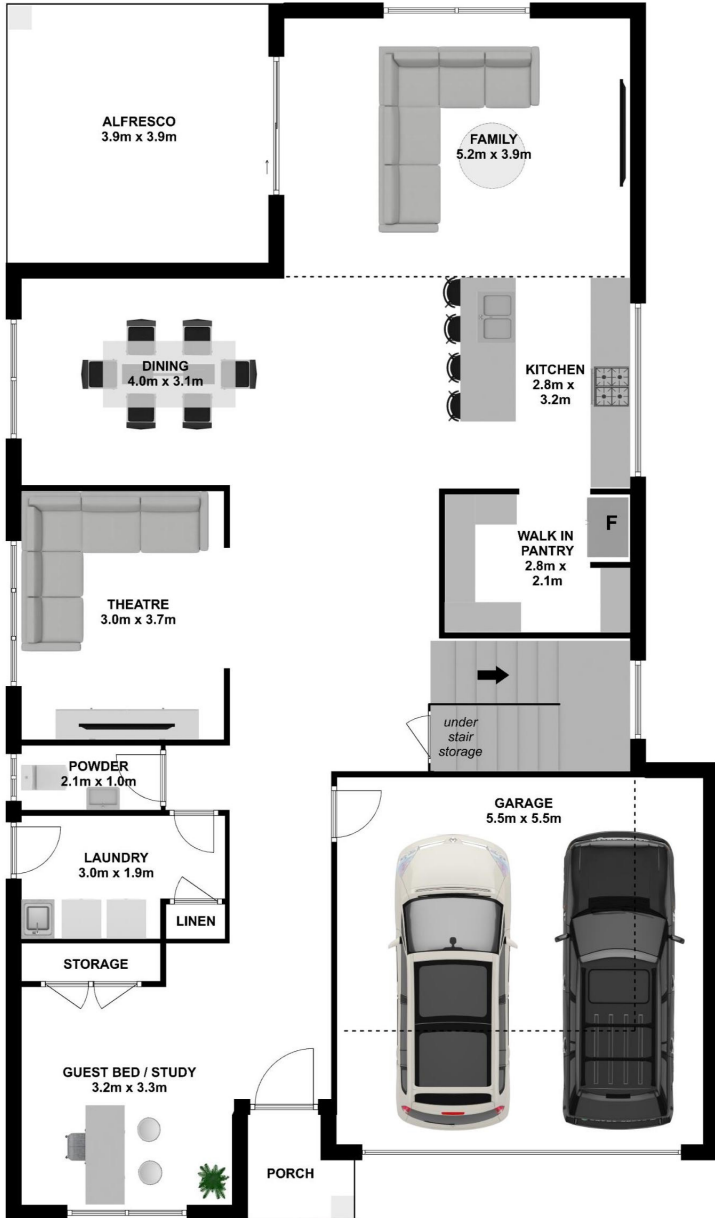 ALFRESCO
3.9m x 3.9m
FAMILY
5.2m x 3.9m
DINING
4.0m x 3.1m
KITCHEN
2.8m x
3.2m
F
WALK IN
PANTRY
2.8m x
2.1m
THEATRE
3.0m x 3.7m
under
stair
storage
POWDER
2.1m x 1.0m
GARAGE
5.5m x 5.5m
LAUNDRY
3.0m x 1.9m
LINEN
STORAGE
GUEST BED / STUDY
3.2m x 3.3m
PORCH